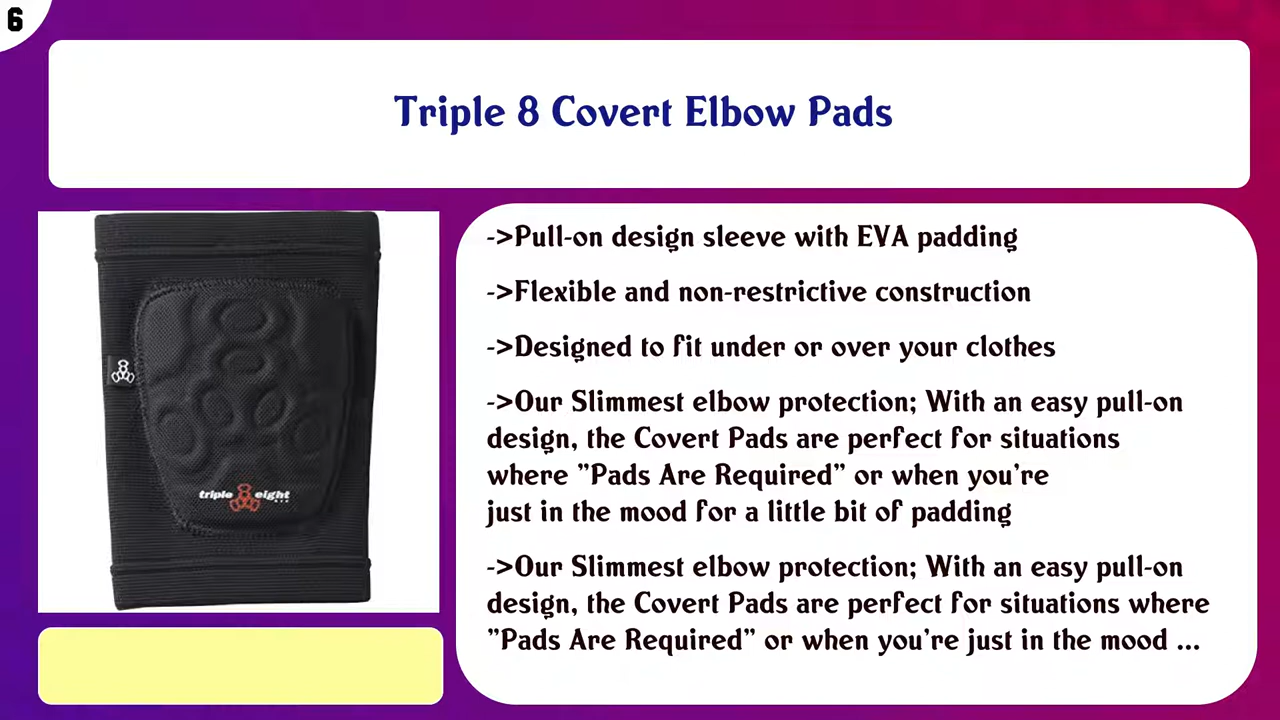 6
Triple 8 Covert Elbow Pads
->Pull-on design sleeve with EVA padding
->Flexible and non-restrictive construction
->Designed to fit under or over your clothes
->Our Slimmest elbow protection; With an easy pull-on
design, the Covert Pads are perfect for situations
where "Pads Are Required" or when you're
just in the mood for a little bit of padding
->Our Slimmest elbow protection; With an easy pull-on
design, the Covert Pads are perfect for situations where
"Pads Are Required" or when you're just in the mood ...
triple eight